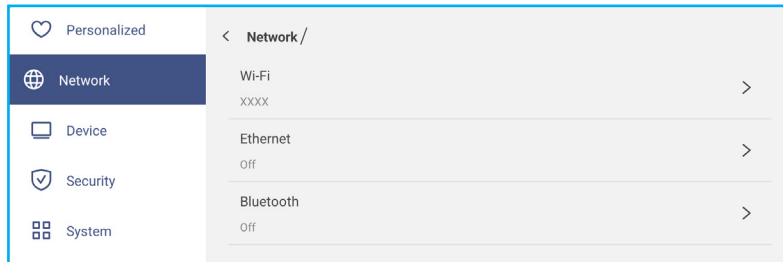 Personalized
Network
Device
Security
System
< Network /
Wi-Fi
XXXX
Ethernet
Off
Bluetooth
Off